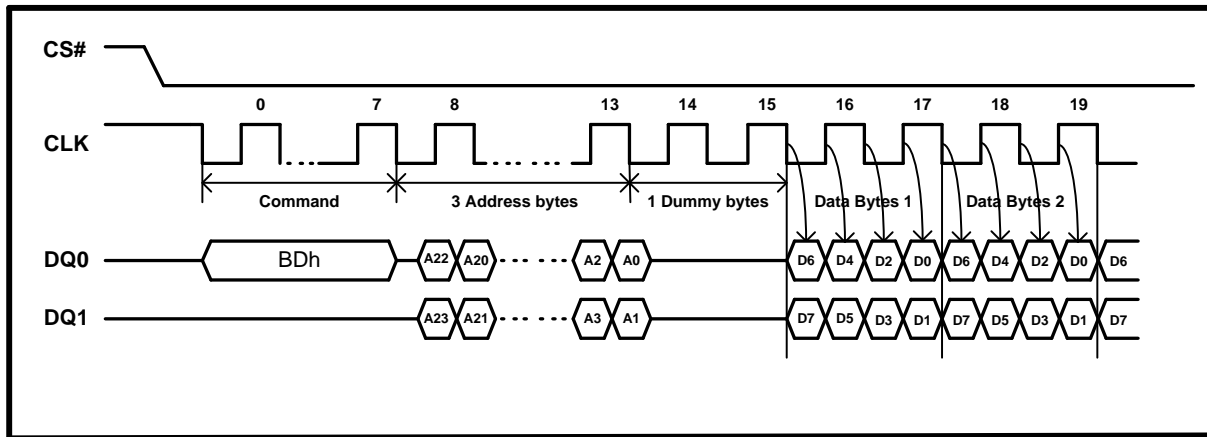 CS#
0 7 8 13 14 15 16 17 18 19
CLK
Command 3 Address bytes 1 Dummy bytes Data Bytes 1 Data Bytes 2
DQ0 BDh A22 A20 A2 A0 D6 D4 D2 D0 D6 D4 D2 D0 D6
DQ1 A23 A21 A3 A1 D7 D5 D3 D1 D7 D5 D3 D1 D7